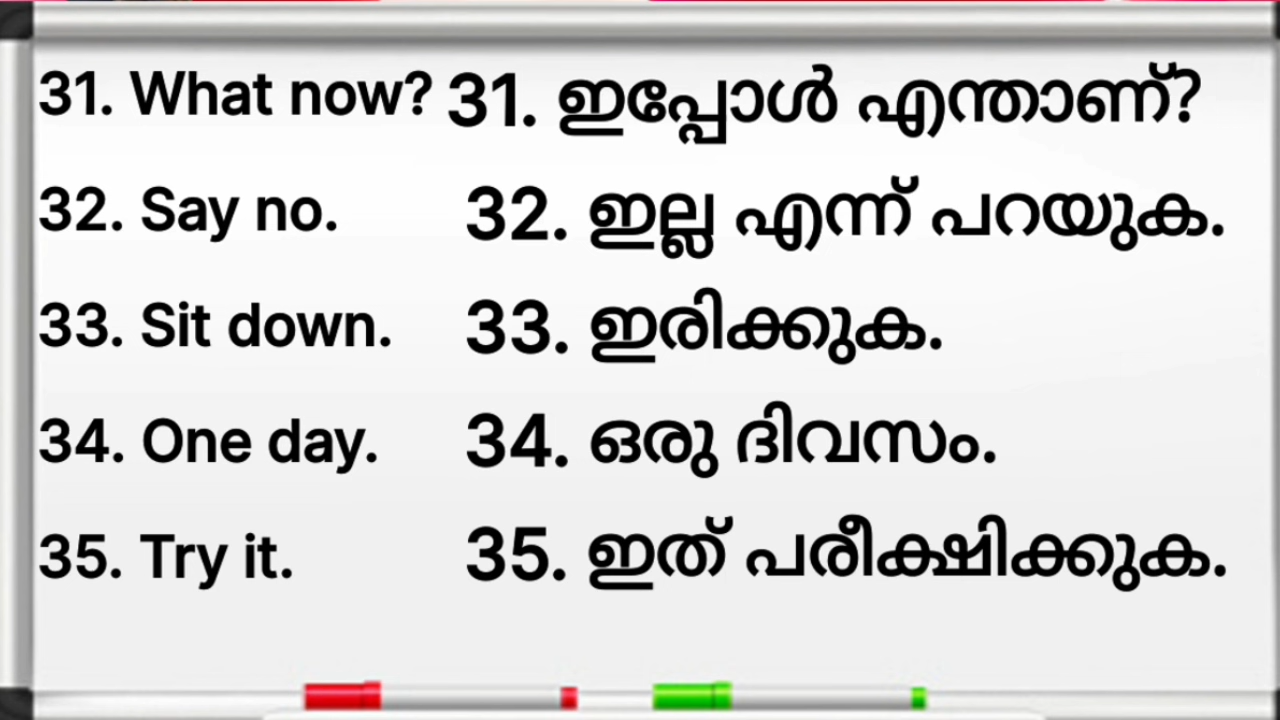 31. What now? 31. ഇപ്പോൾ എന്താണ്?
32. Say no. 32. ഇല്ല എന്ന് പറയുക.
33. Sit down. 33. ഇരിക്കുക.
34. One day. 34. ഒരു ദിവസം.
35. Try it. 35. ഇത് പരീക്ഷിക്കുക.